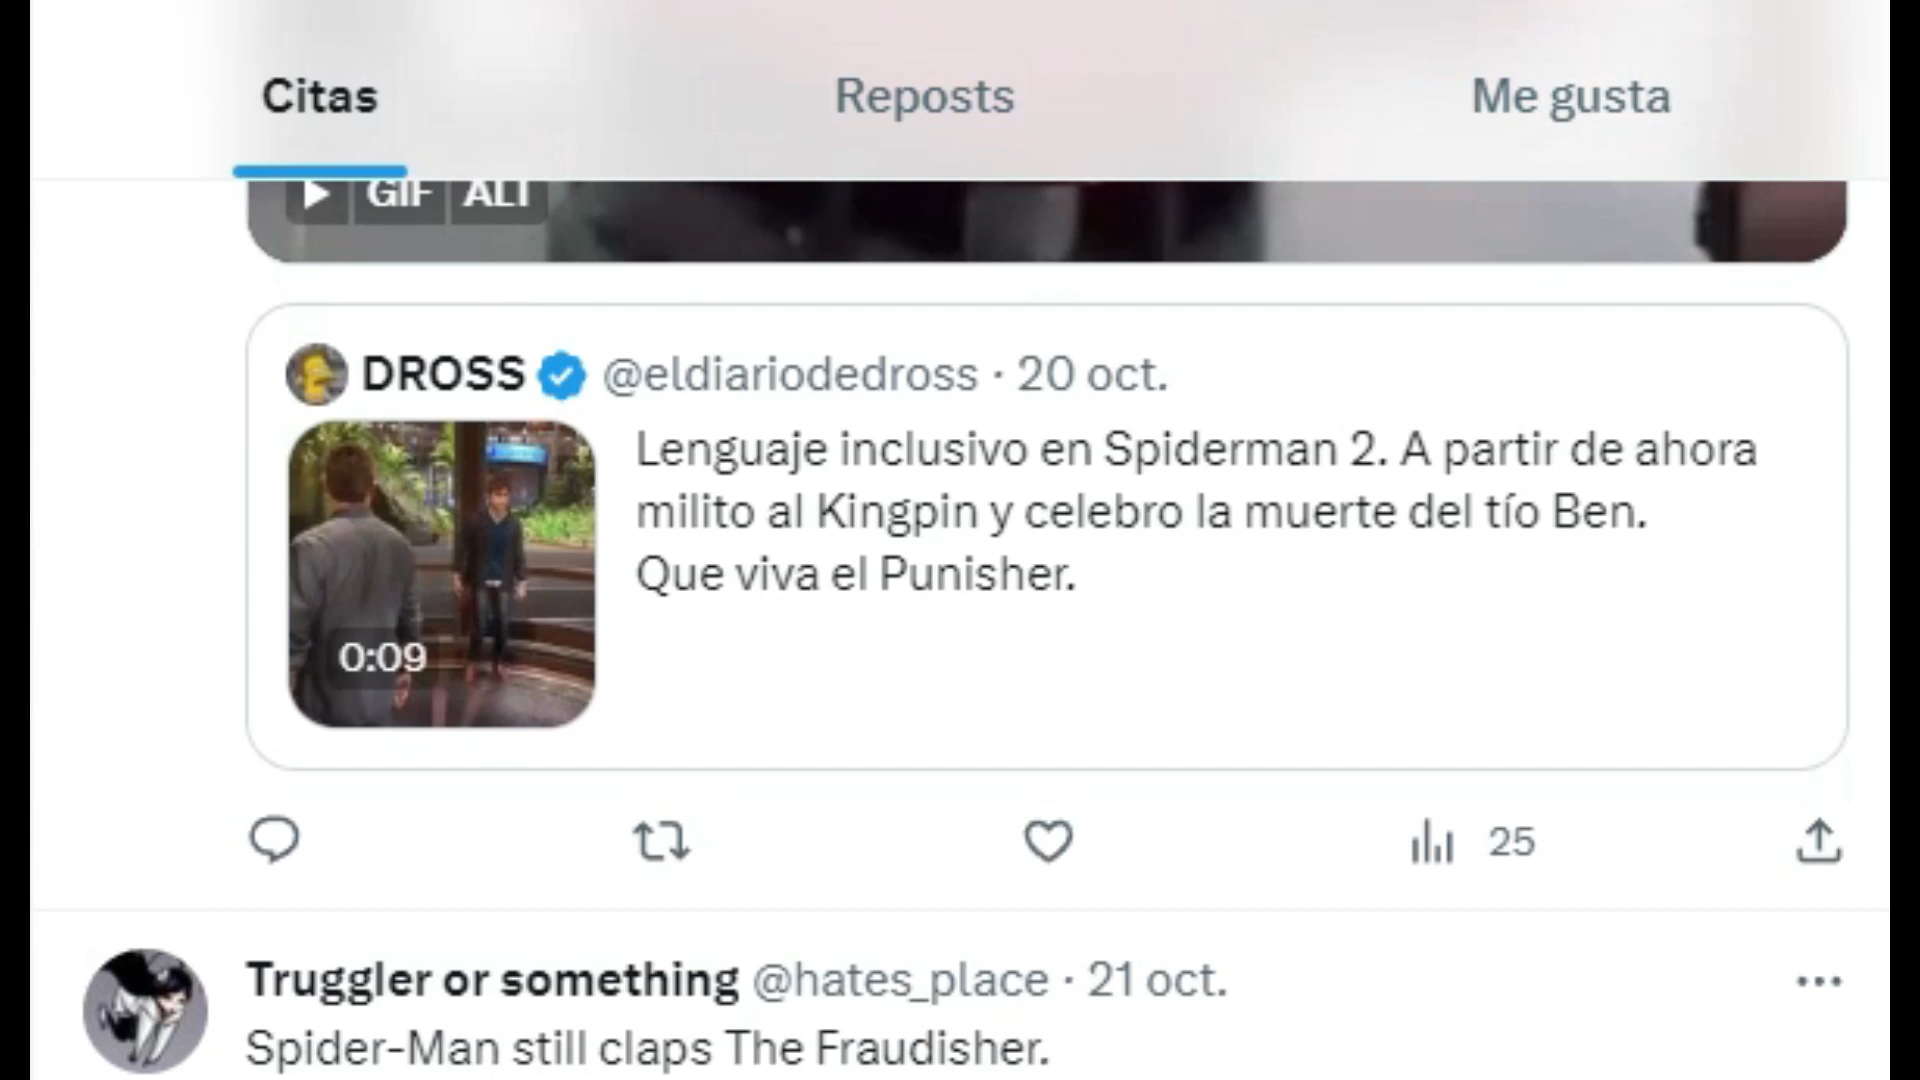 Citas Reposts Me gusta
GIF ALT
DROSS @eldiariodedross · 20 oct.
Lenguaje inclusivo en Spiderman 2. A partir de ahora
milito al Kingpin y celebro la muerte del tío Ben.
Que viva el Punisher.
0:09
25
Truggler or something @hates_place · 21 oct.
Spider-Man still claps The Fraudisher.